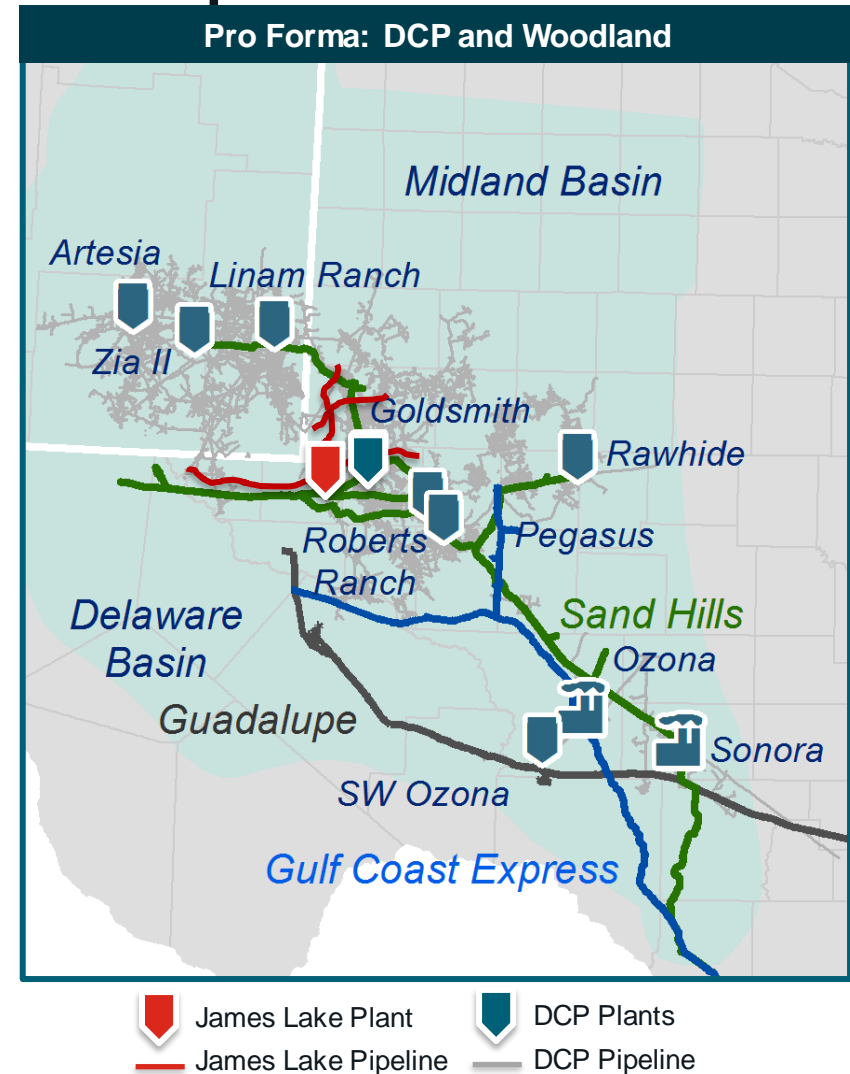 Pro Forma: DCP and Woodland
Midland Basin
Artesia
Linam Ranch
Zia II
Goldsmith
Rawhide
Roberts
Ranch
Pegasus
Delaware
Basin
Sand Hills
Ozona
Guadalupe
Sonora
SW Ozona
Gulf Coast Express
James Lake Plant
DCP Plants
James Lake Pipeline
DCP Pipeline